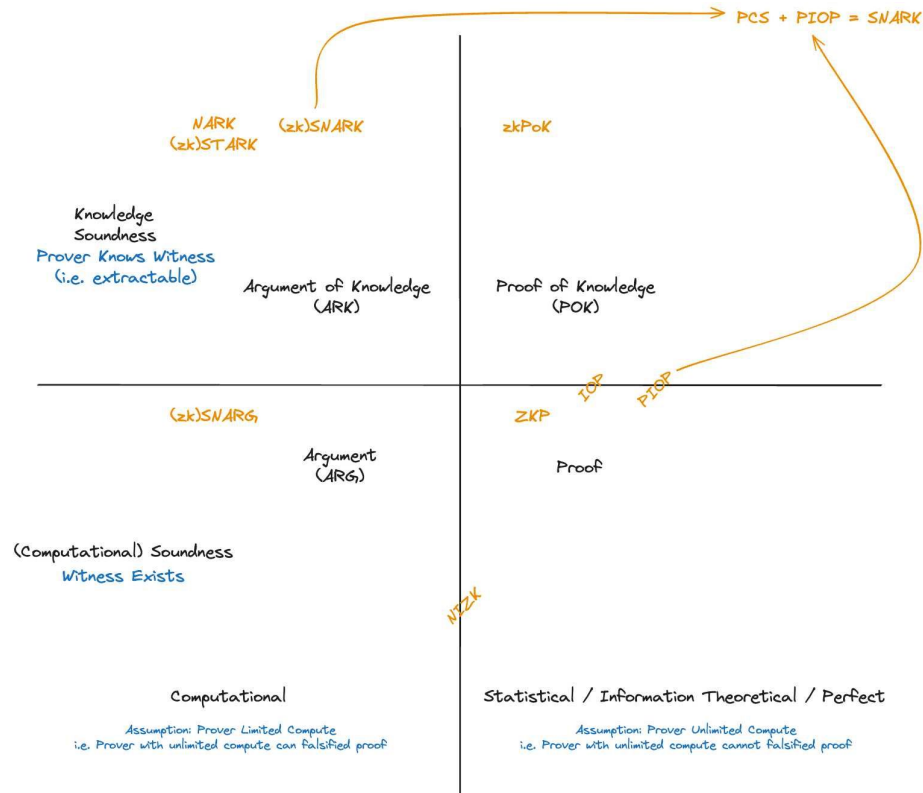 PCS + PIOP = SNARK
NARK
(zk)STARK
(zk)SNARK
zkPoK
Knowledge
Soundness
Prover Knows Witness
(i.e. extractable)
Argument of Knowledge
(ARK)
Proof of Knowledge
(POK)
IOP
PIOP
(zk)SNARG
ZKP
Argument
(ARG)
Proof
(Computational) Soundness
Witness Exists
NIZK
Computational
Statistical / Information Theoretical / Perfect
Assumption: Prover Limited Compute
i.e. Prover with unlimited compute can falsified proof
Assumption: Prover Unlimited Compute
i.e. Prover with unlimited compute cannot falsified proof